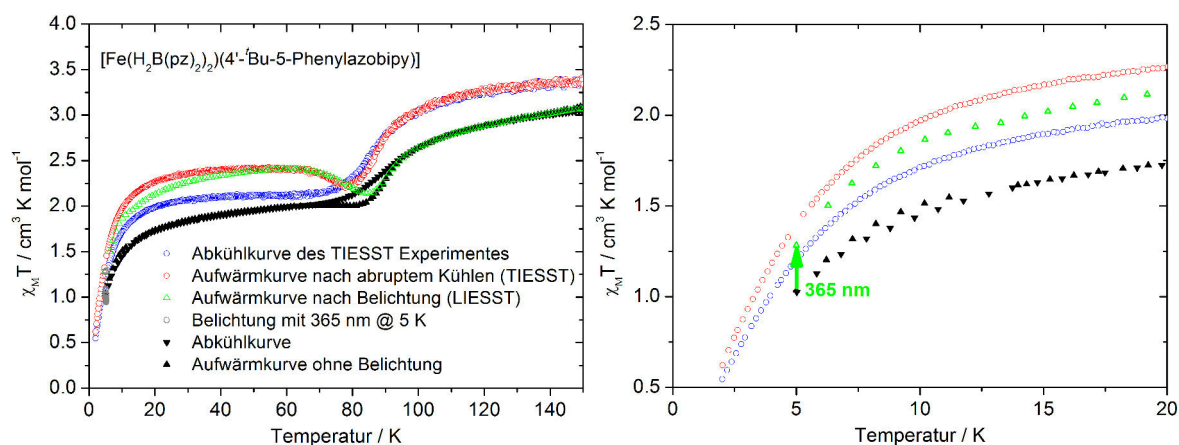 4.0
3.5
3.0
2.5
2.0
1.5
1.0
0.5
0.0
χ_M T / cm³ K mol⁻¹
[Fe(H₂B(pz)₂)₂)(4'-ᵗBu-5-Phenylazobipy)]
Abkühlkurve des TIESST Experimentes
Aufwärmkurve nach abruptem Kühlen (TIESST)
Aufwärmkurve nach Belichtung (LIESST)
Belichtung mit 365 nm @ 5 K
Abkühlkurve
Aufwärmkurve ohne Belichtung
0 20 40 60 80 100 120 140
Temperatur / K
2.5
2.0
1.5
1.0
0.5
χ_M T / cm³ K mol⁻¹
365 nm
0 5 10 15 20
Temperatur / K